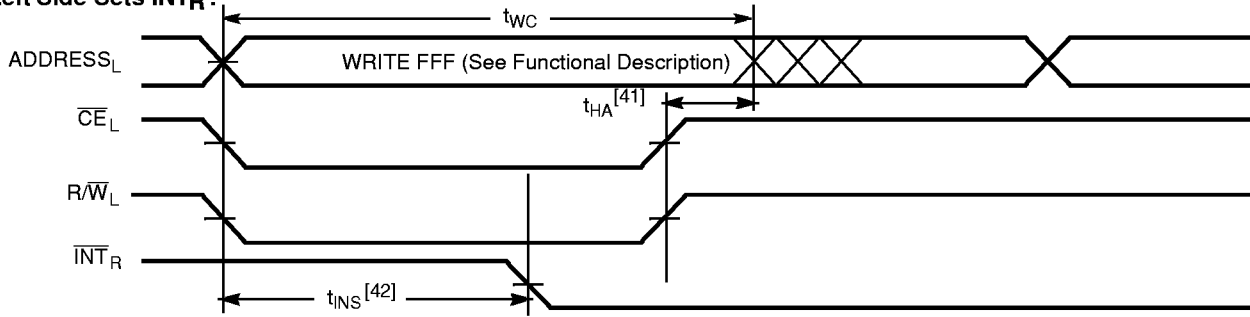 Left Side Sets INTR:
tWC
ADDRESSL
WRITE FFF (See Functional Description)
tHA[41]
CEL
R/WL
INTR
tINS[42]